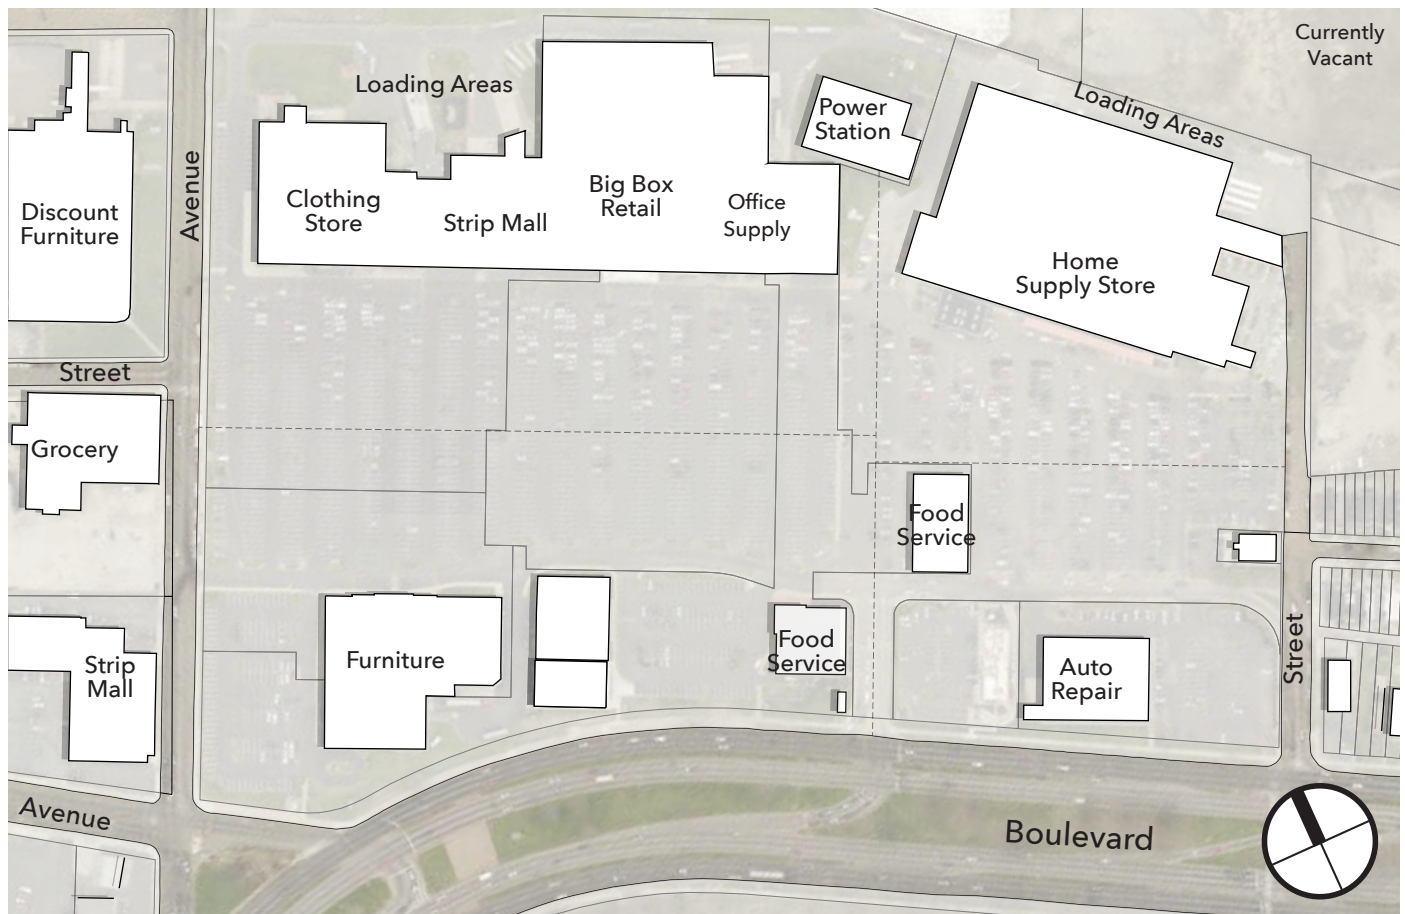 Currently
Vacant
Loading Areas
Loading Areas
Power
Station
Avenue
Discount
Furniture
Clothing
Store
Strip Mall
Big Box
Retail
Office
Supply
Home
Supply Store
Street
Grocery
Food
Service
Strip
Mall
Furniture
Food
Service
Auto
Repair
Street
Avenue
Boulevard